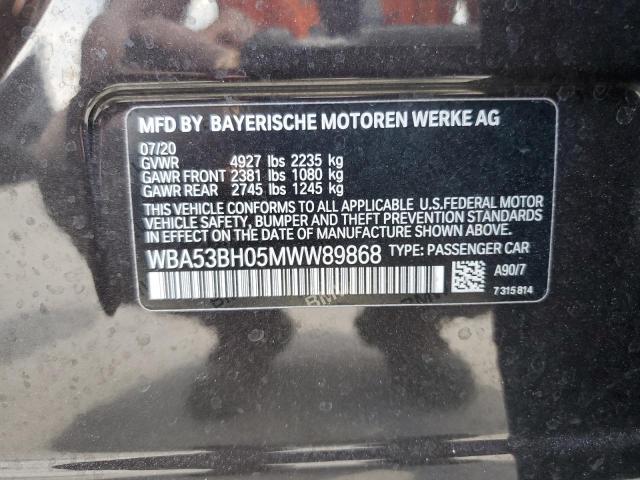 MFD BY BAYERISCHE MOTOREN WERKE AG
07/20
GVWR 4927 lbs 2235 kg
GAWR FRONT 2381 lbs 1080 kg
GAWR REAR 2745 lbs 1245 kg
THIS VEHICLE CONFORMS TO ALL APPLICABLE U.S.FEDERAL MOTOR
VEHICLE SAFETY, BUMPER AND THEFT PREVENTION STANDARDS
IN EFFECT ON THE DATE OF MANUFACTURE SHOWN ABOVE.
WBA53BH05MWW89868 TYPE: PASSENGER CAR
A90/7
7 315 814